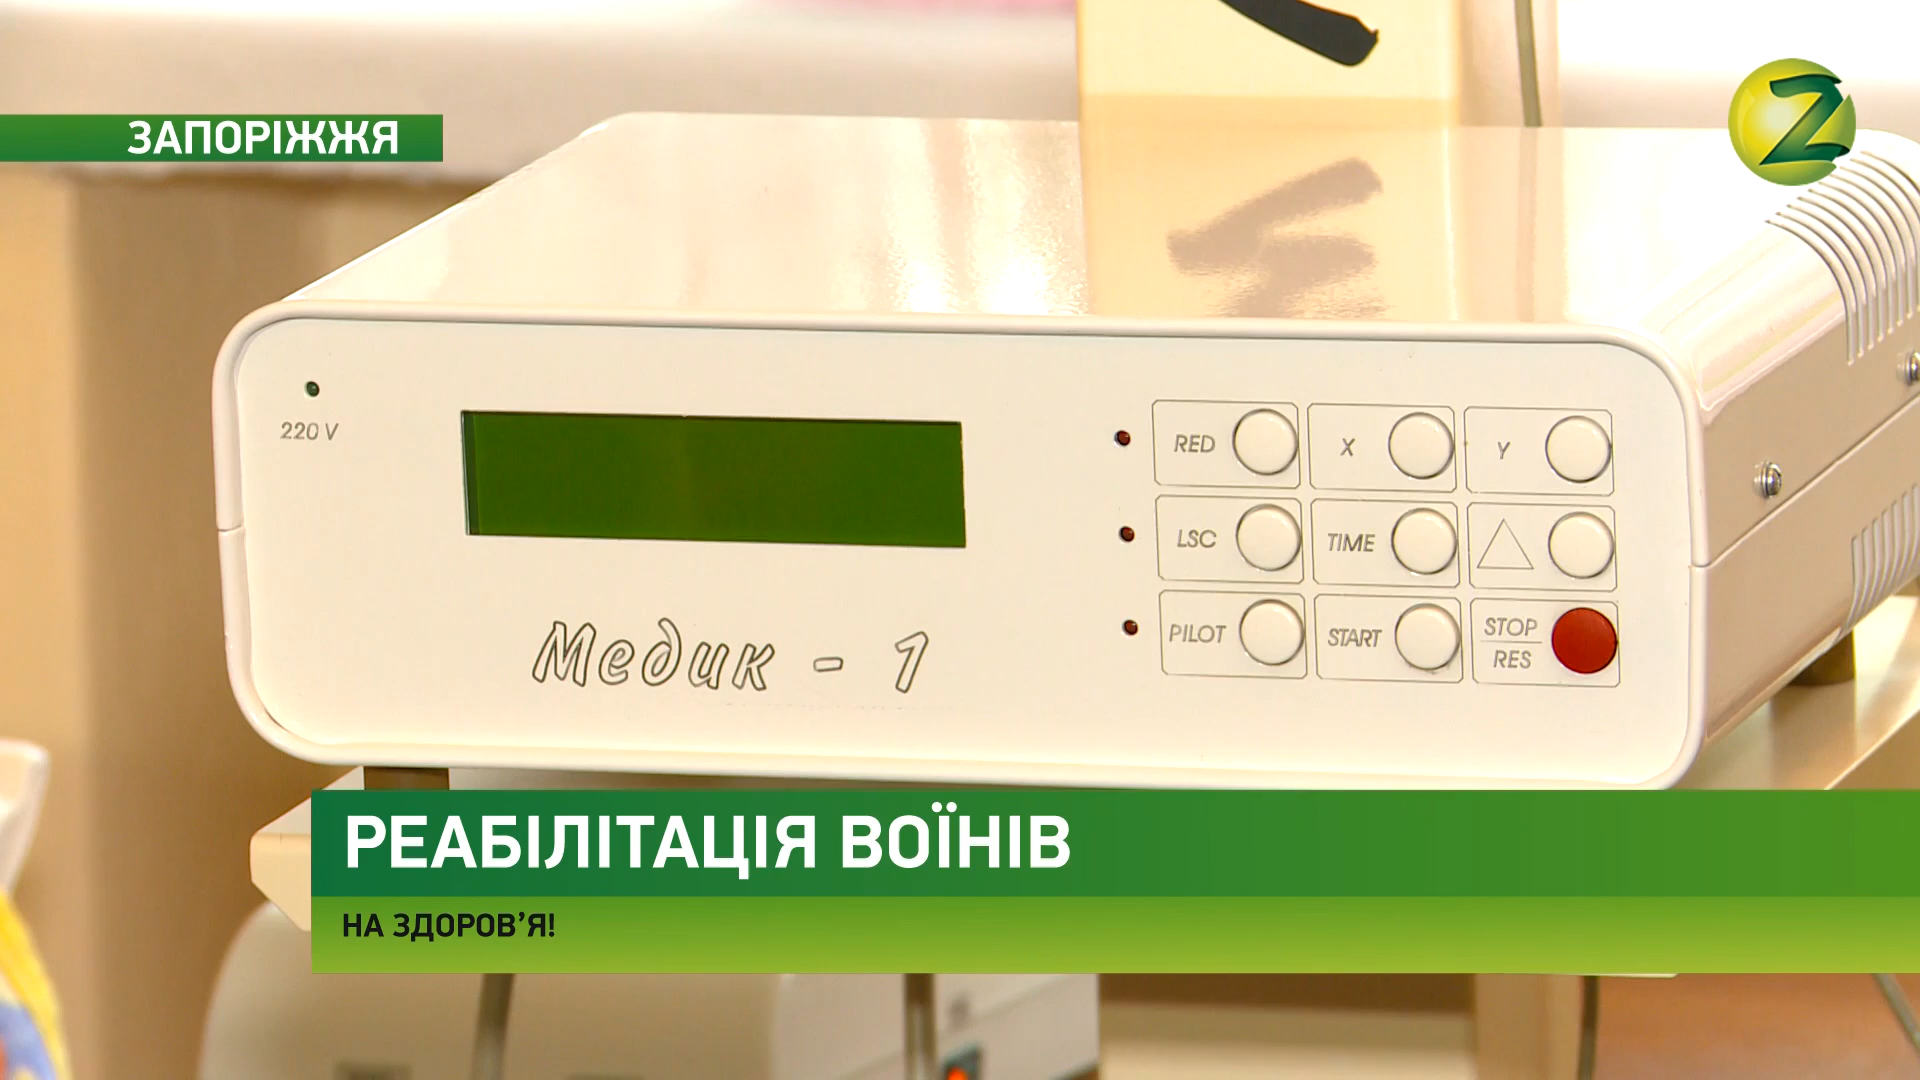 ЗАПОРІЖЖЯ
Z
220 V
RED
X
Y
LSC
TIME
PILOT
START
STOP
RES
Медик - 1
РЕАБІЛІТАЦІЯ ВОЇНІВ
НА ЗДОРОВ’Я!